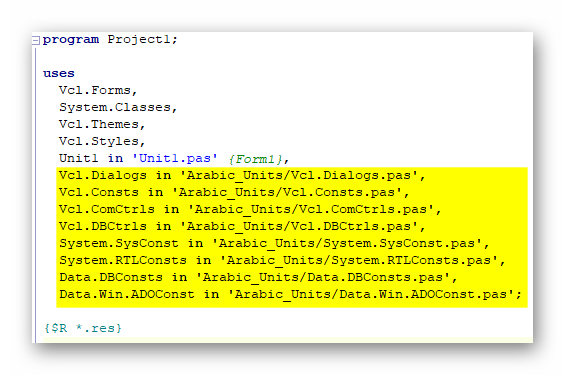 program Project1;
uses
Vcl.Forms,
System.Classes,
Vcl.Themes,
Vcl.Styles,
Unit1 in 'Unit1.pas' {Form1},
Vcl.Dialogs in 'Arabic_Units/Vcl.Dialogs.pas',
Vcl.Consts in 'Arabic_Units/Vcl.Consts.pas',
Vcl.ComCtrls in 'Arabic_Units/Vcl.ComCtrls.pas',
Vcl.DBCtrls in 'Arabic_Units/Vcl.DBCtrls.pas',
System.SysConst in 'Arabic_Units/System.SysConst.pas',
System.RTLConsts in 'Arabic_Units/System.RTLConsts.pas',
Data.DBConsts in 'Arabic_Units/Data.DBConsts.pas',
Data.Win.ADOConst in 'Arabic_Units/Data.Win.ADOConst.pas';
{$R *.res}